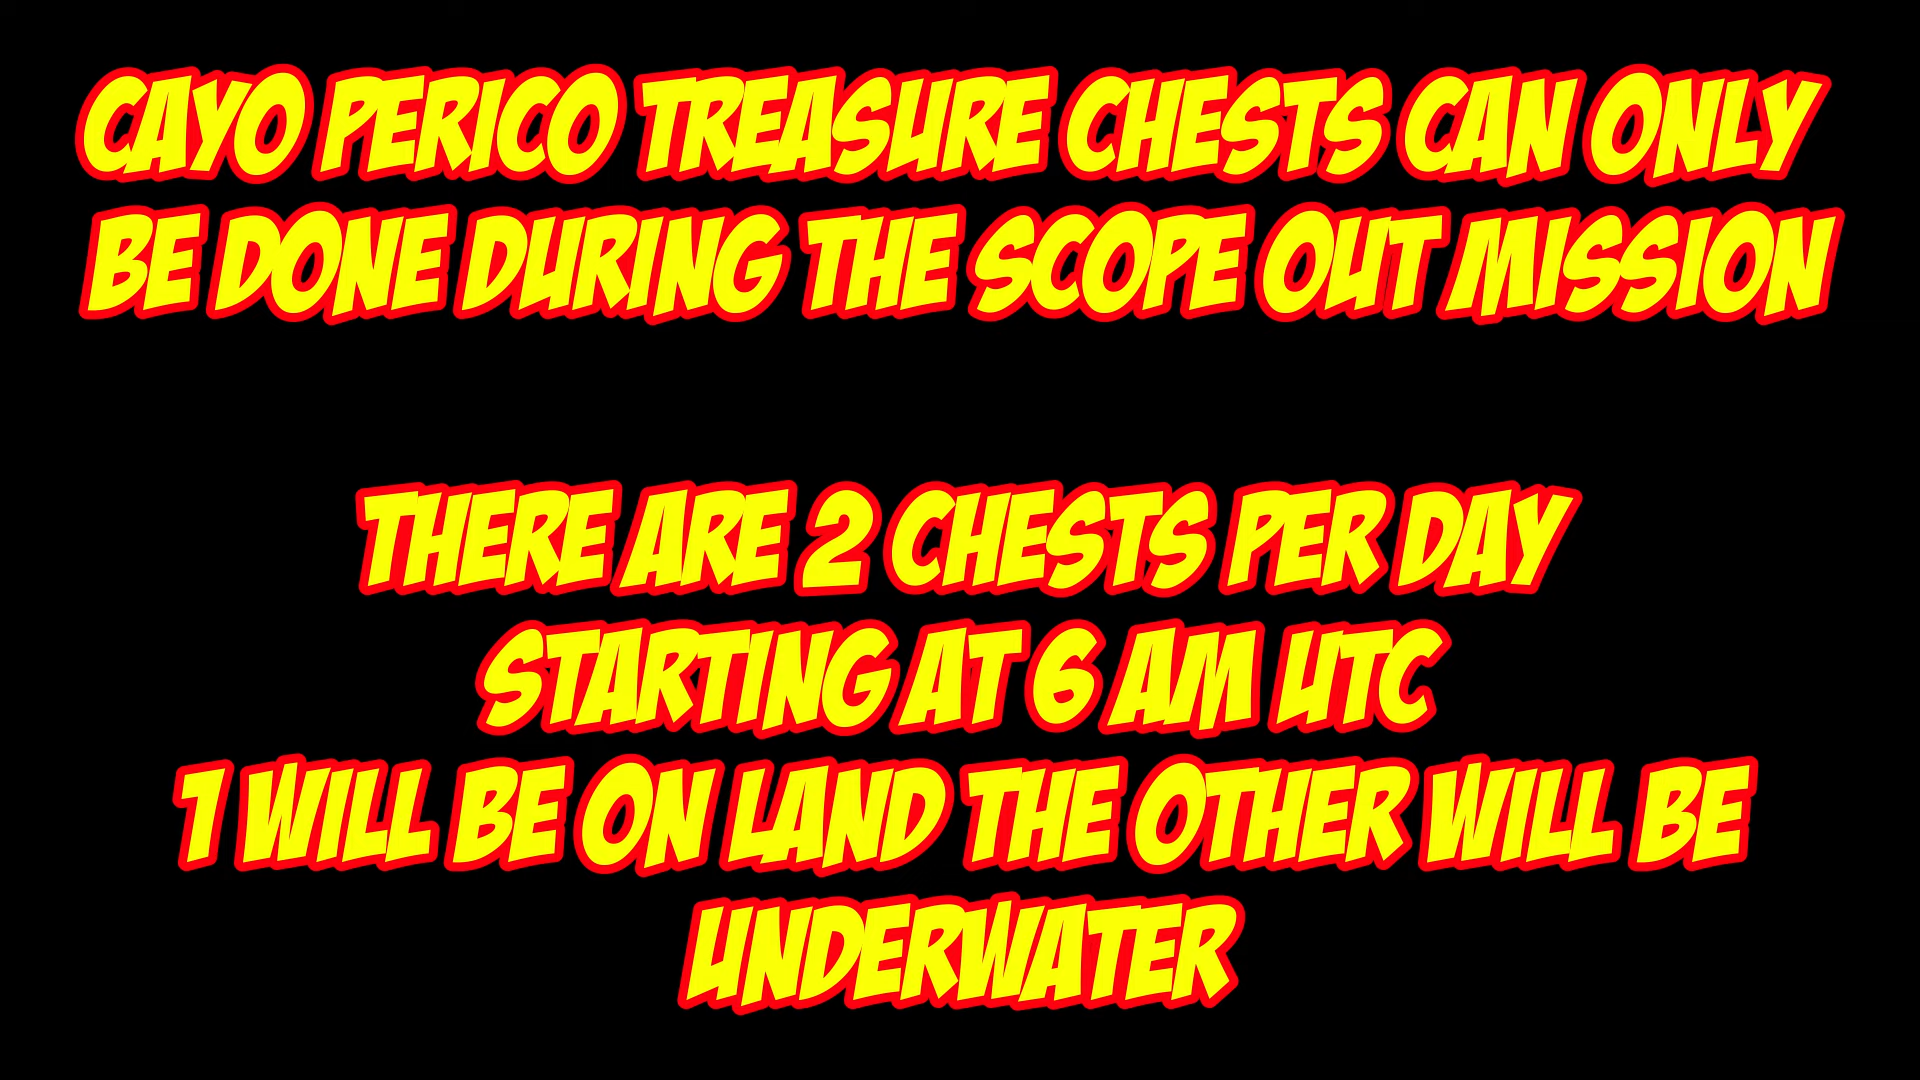 CAYO PERICO TREASURE CHESTS CAN ONLY
BE DONE DURING THE SCOPE OUT MISSION
THERE ARE 2 CHESTS PER DAY
STARTING AT 6 AM UTC
1 WILL BE ON LAND THE OTHER WILL BE
UNDERWATER